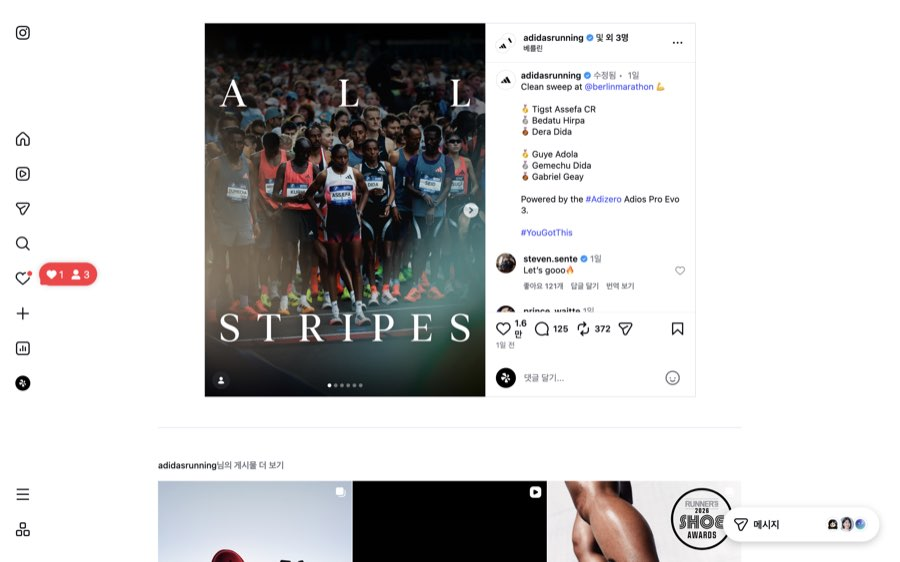 ALL
STRIPES
DUMECHA
KUSH
ASSEFA
DIDA
SEIO
adidasrunning 및 외 3명
베를린
adidasrunning 수정됨 • 1일
Clean sweep at @berlinmarathon 💪
🥇 Tigst Assefa CR
🥈 Bedatu Hirpa
🥉 Dera Dida
🥇 Guye Adola
🥈 Gemechu Dida
🥉 Gabriel Geay
Powered by the #Adizero Adios Pro Evo
3.
#YouGotThis
steven.sente 1일
Let's gooo🔥
좋아요 121개 답글 달기 번역 보기
prince_waitte 1일
1.6만 125 372
1일 전
댓글 달기...
1 3
adidasrunning님의 게시물 더 보기
RUNNER'S
2026
SHOE
AWARDS
메시지